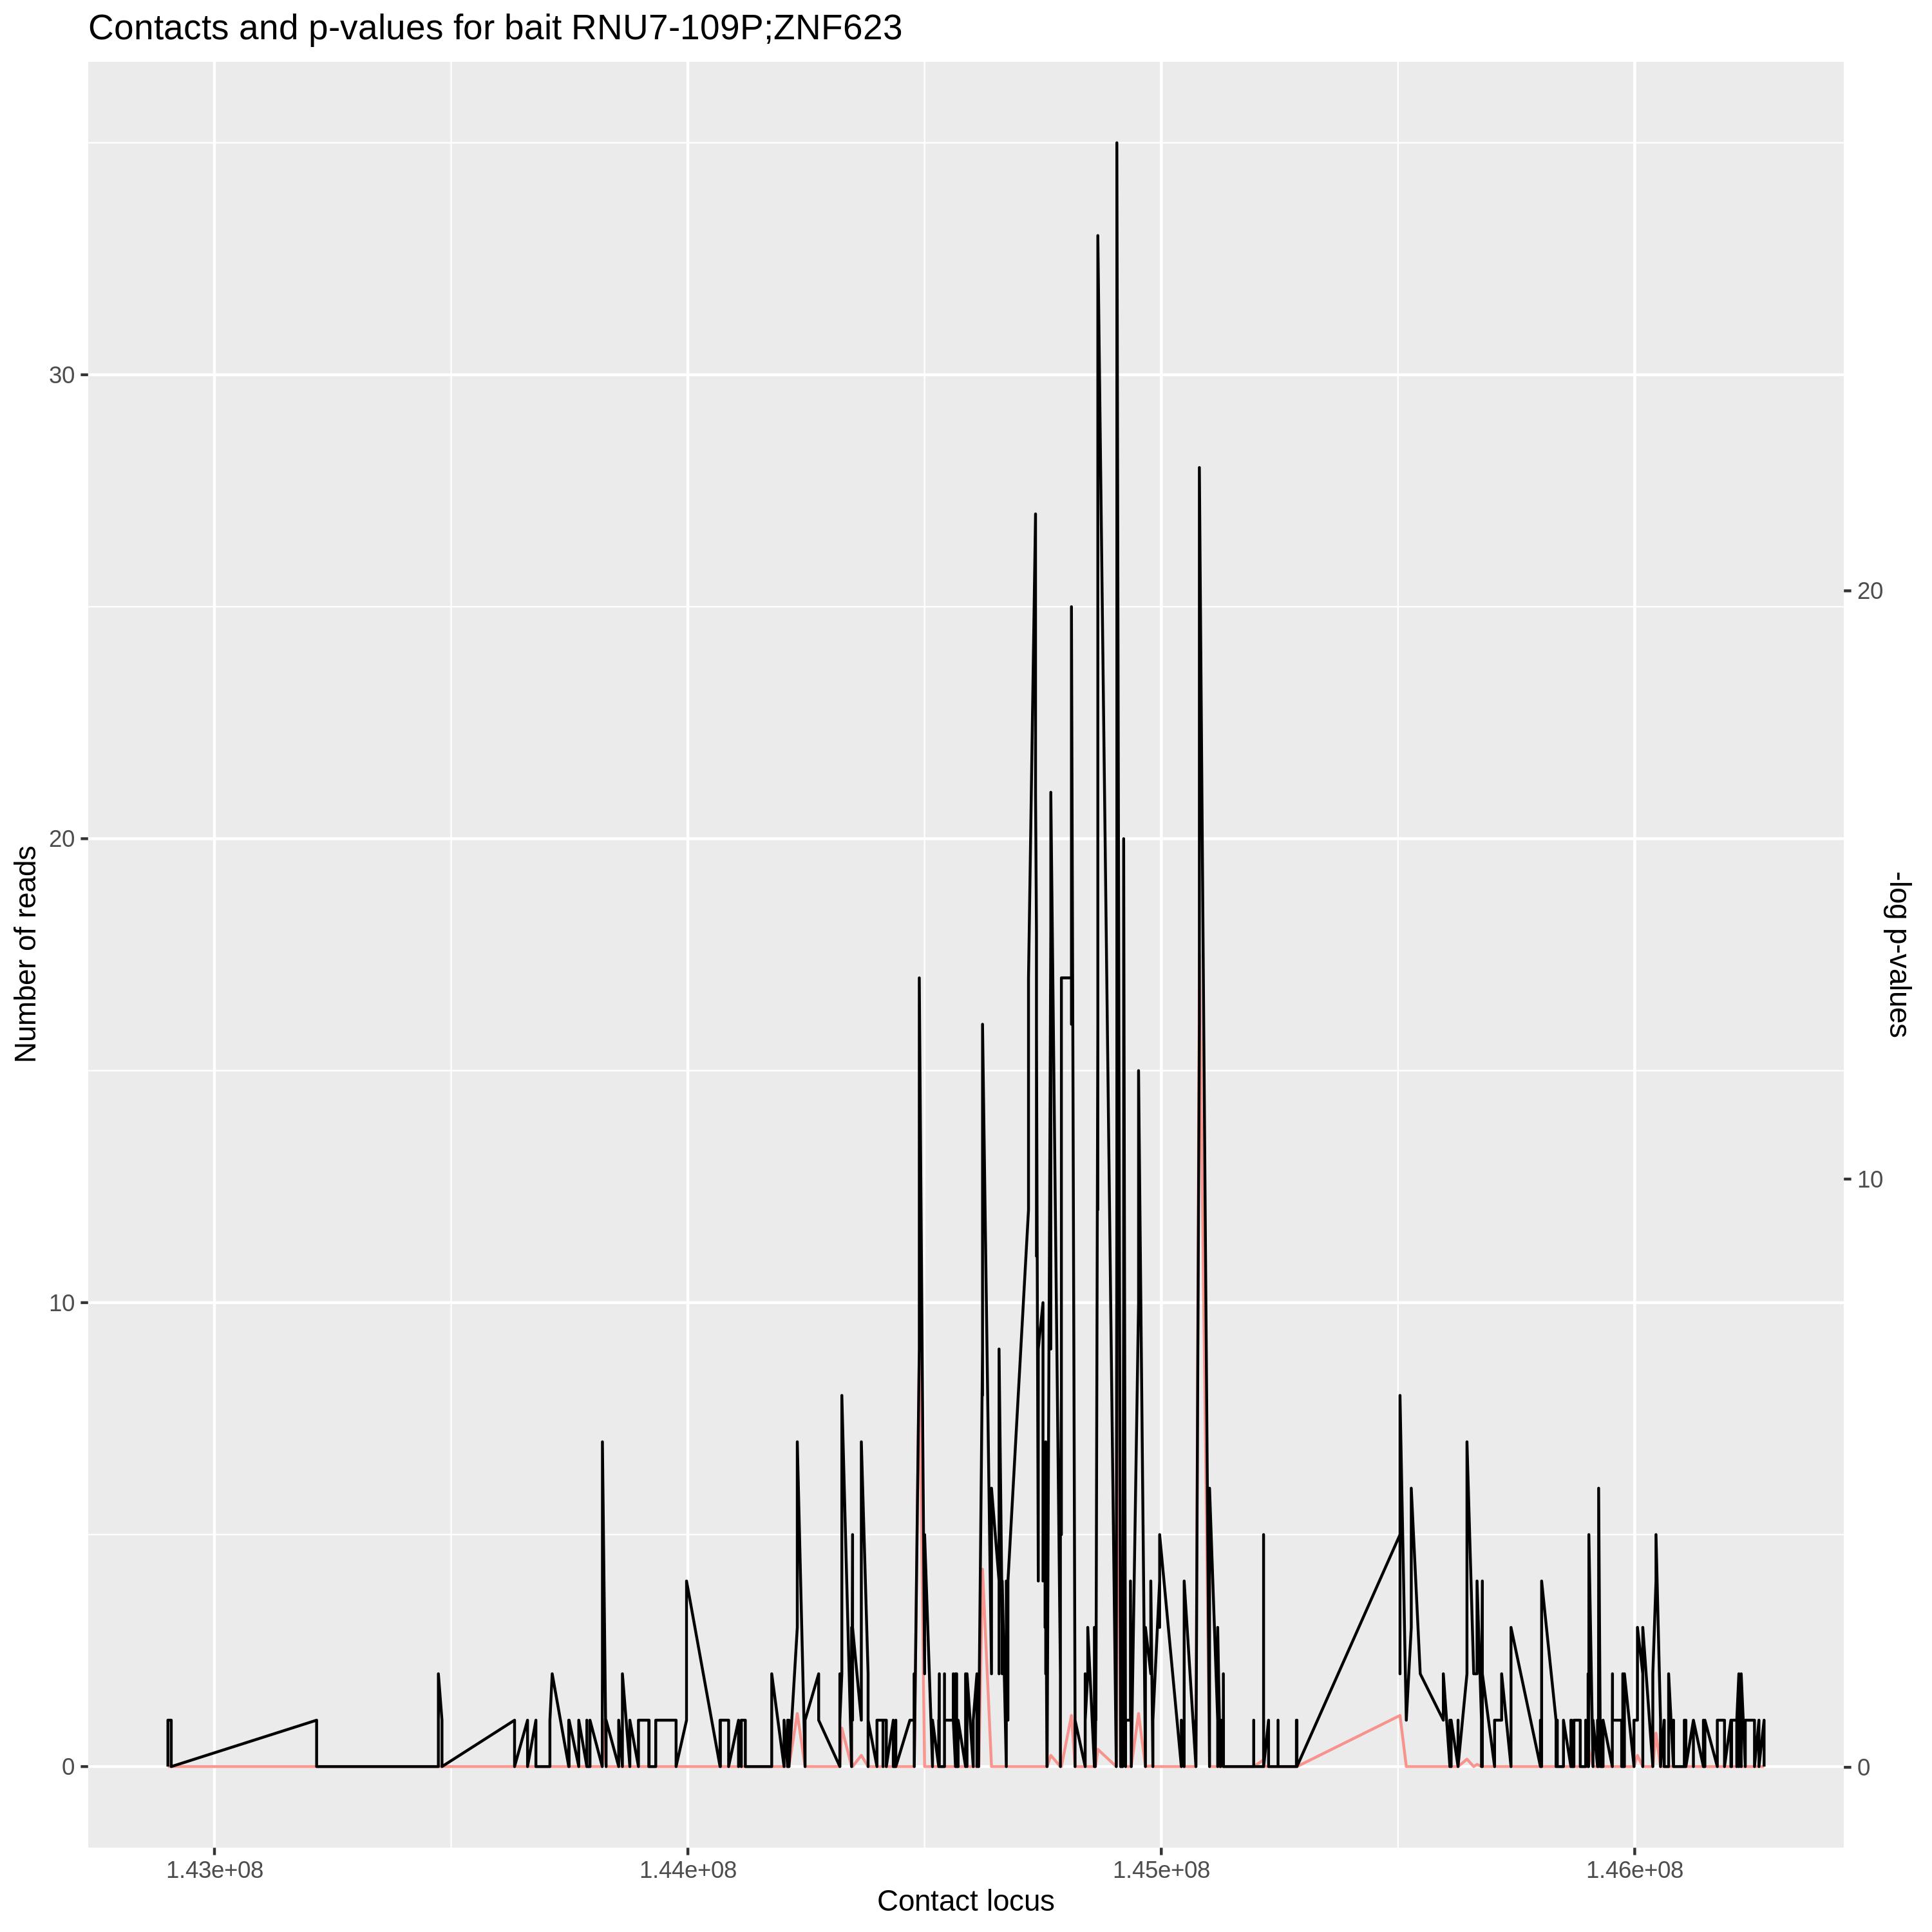 Contacts and p-values for bait RNU7-109P;ZNF623
30
20
10
0
Number of reads
20
10
0
-log p-values
1.43e+08
1.44e+08
1.45e+08
1.46e+08
Contact locus